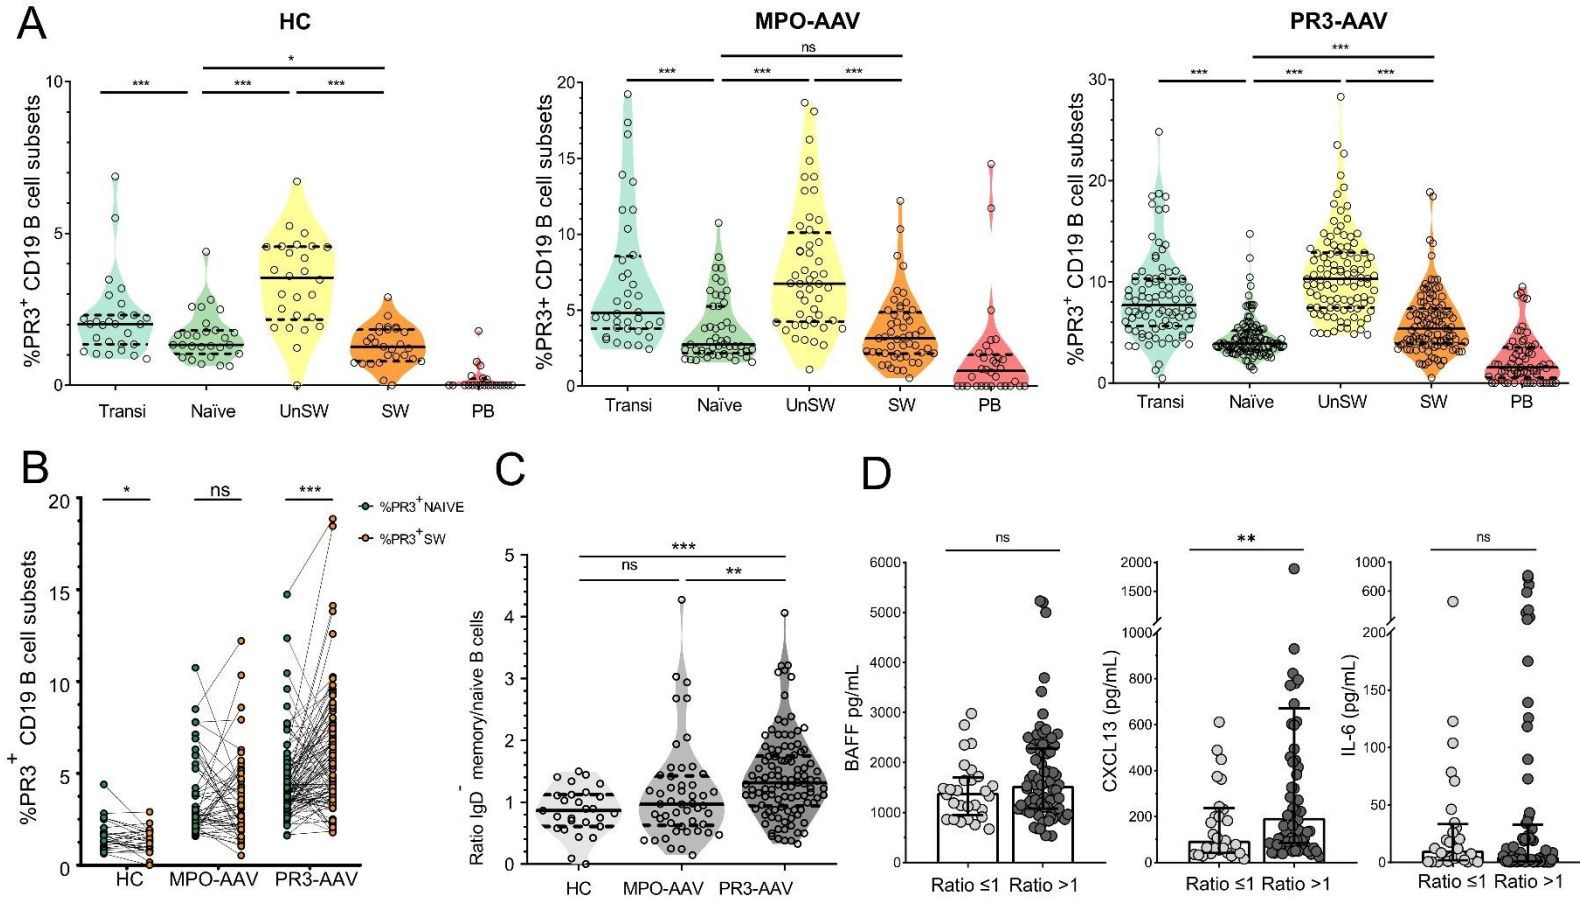 A
HC
%PR3+ CD19 B cell subsets
10
5
0
***
*
***
***
Transi
Naïve
UnSW
SW
PB
MPO-AAV
%PR3+ CD19 B cell subsets
20
15
10
5
0
***
ns
***
***
Transi
Naïve
UnSW
SW
PB
PR3-AAV
%PR3+ CD19 B cell subsets
30
20
10
0
***
***
***
***
Transi
Naïve
UnSW
SW
PB
B
%PR3+ CD19 B cell subsets
20
15
10
5
0
*
ns
***
%PR3+NAIVE
%PR3+SW
HC
MPO-AAV
PR3-AAV
C
Ratio IgD- memory/naive B cells
5
4
3
2
1
0
***
ns
**
HC
MPO-AAV
PR3-AAV
D
BAFF pg/mL
6000
5000
4000
3000
2000
1000
0
ns
Ratio ≤1
Ratio >1
CXCL13 (pg/mL)
2000
1500
1000
800
600
400
200
0
**
Ratio ≤1
Ratio >1
IL-6 (pg/mL)
1000
600
200
150
100
50
0
ns
Ratio ≤1
Ratio >1